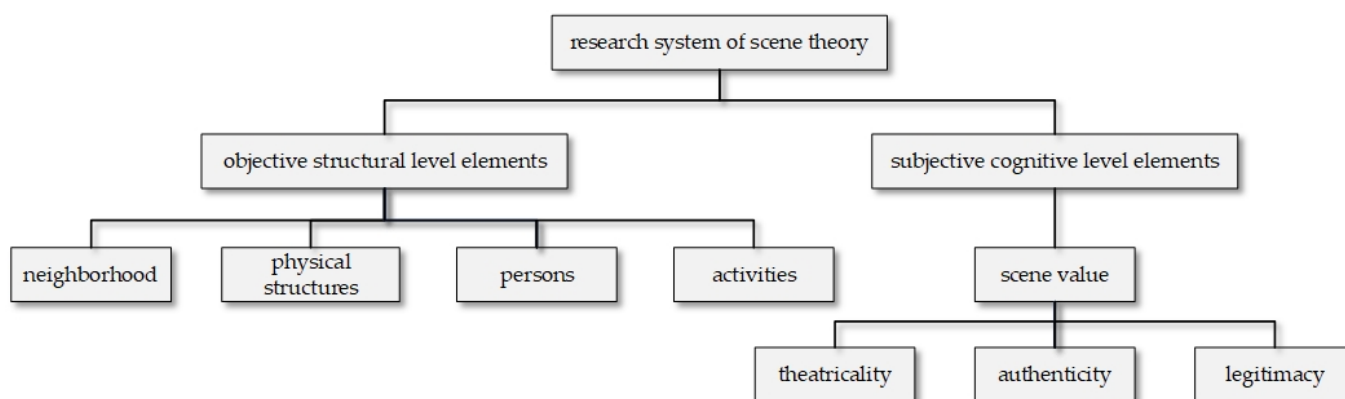 research system of scene theory
objective structural level elements
subjective cognitive level elements
neighborhood
physical
structures
persons
activities
scene value
theatricality
authenticity
legitimacy